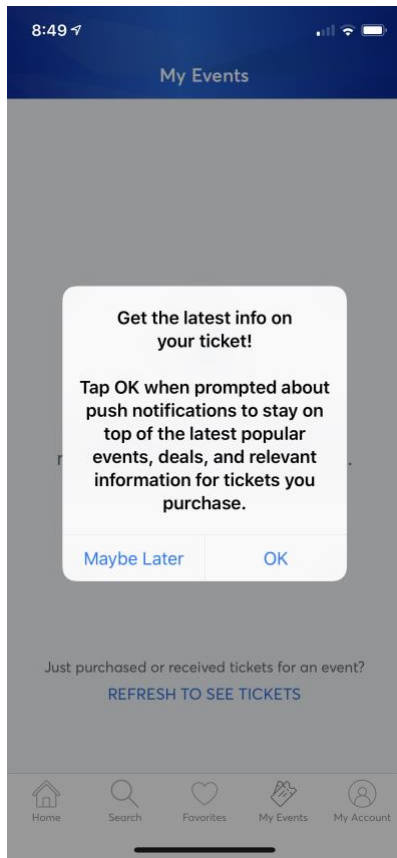 8:49
My Events
Get the latest info on
your ticket!
Tap OK when prompted about
push notifications to stay on
top of the latest popular
events, deals, and relevant
information for tickets you
purchase.
Maybe Later OK
Just purchased or received tickets for an event?
REFRESH TO SEE TICKETS
Home Search Favorites My Events My Account